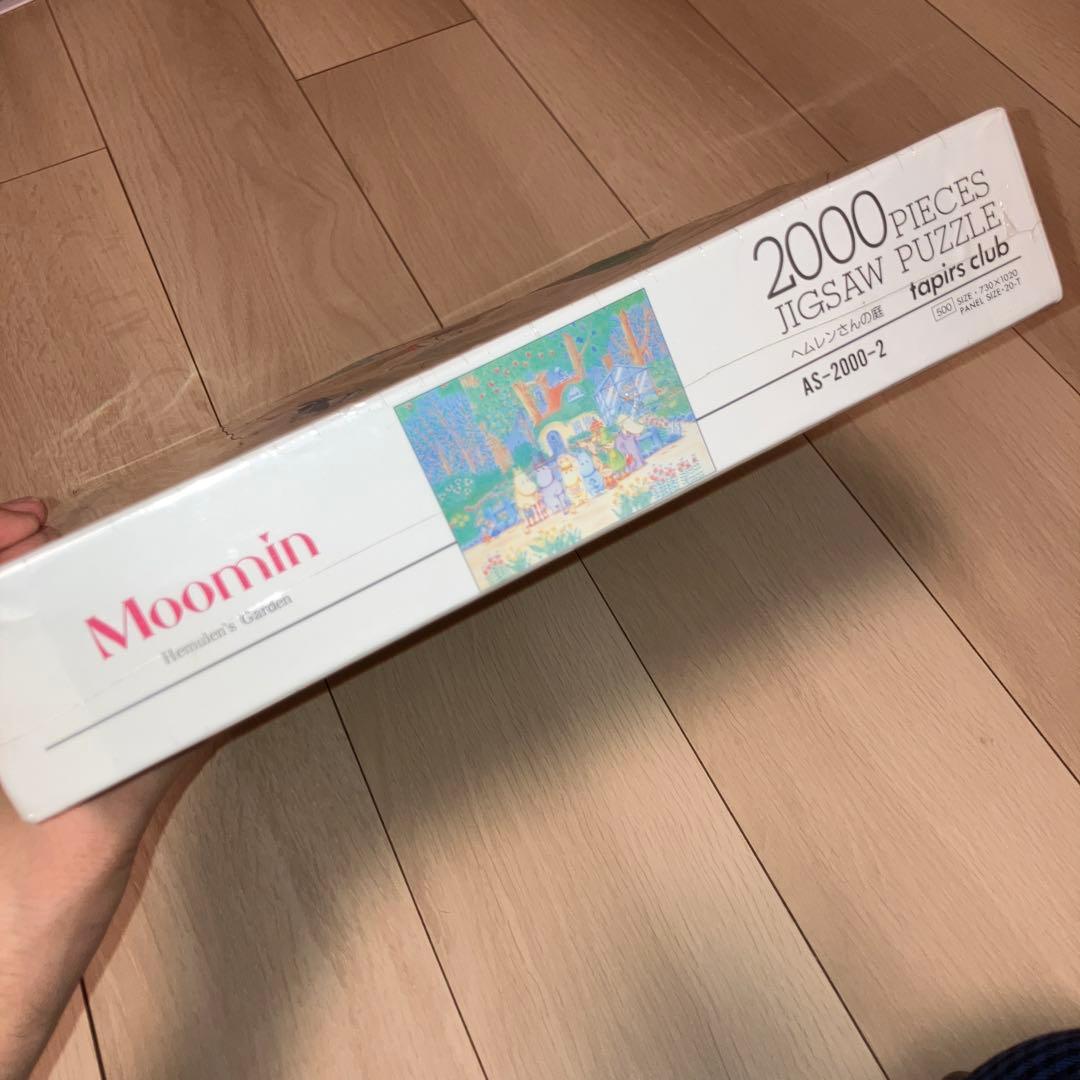 Moomin
Hemulen's Garden
2000 PIECES
JIGSAW PUZZLE
ヘムレンさんの庭
tapirs club
AS-2000-2
500 SIZE・730×1020
PANEL SIZE・20-T